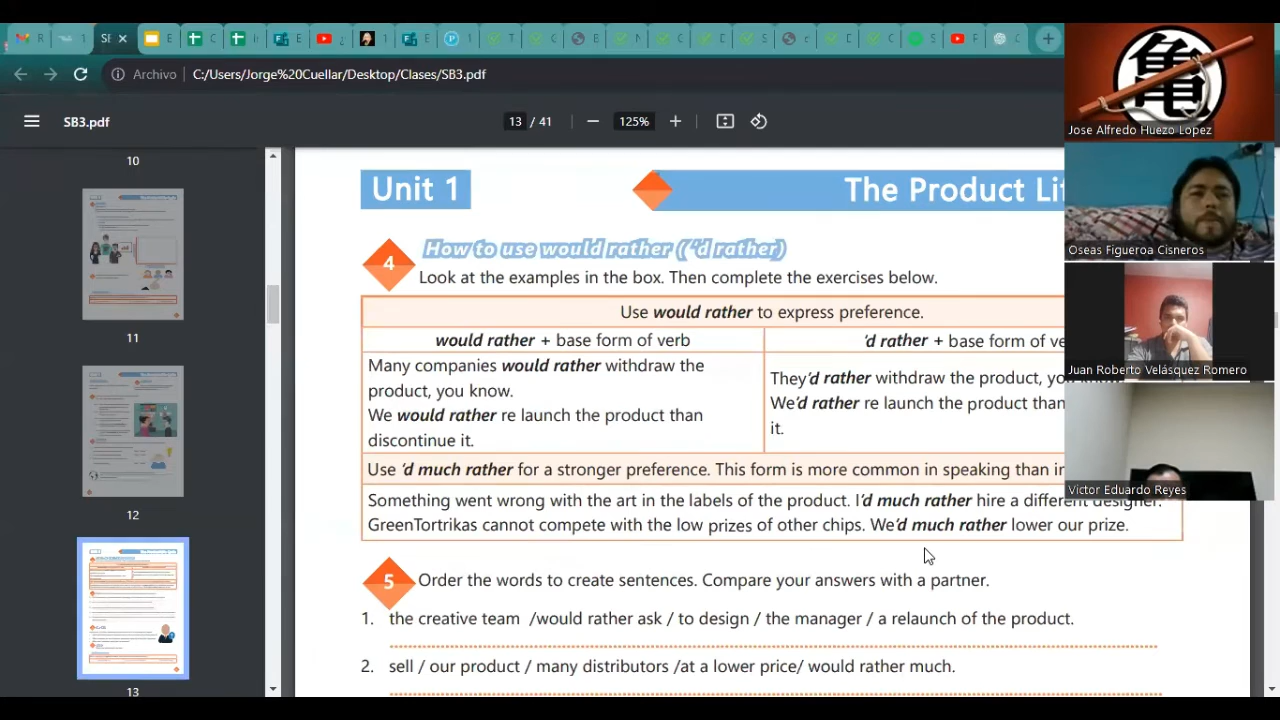 Archivo C:/Users/Jorge%20Cuellar/Desktop/Clases/SB3.pdf
SB3.pdf 13 / 41 125%
10
11
12
13
Unit 1 The Product Li
4 How to use would rather ('d rather)
Look at the examples in the box. Then complete the exercises below.
Use would rather to express preference.
would rather + base form of verb
'd rather + base form of ve
Many companies would rather withdraw the
product, you know.
We would rather re launch the product than
discontinue it.
They'd rather withdraw the product, you know.
We'd rather re launch the product than
it.
Use 'd much rather for a stronger preference. This form is more common in speaking than in
Something went wrong with the art in the labels of the product. I'd much rather hire a different designer.
GreenTortrikas cannot compete with the low prizes of other chips. We'd much rather lower our prize.
5 Order the words to create sentences. Compare your answers with a partner.
1. the creative team /would rather ask / to design / the manager / a relaunch of the product.
2. sell / our product / many distributors /at a lower price/ would rather much.
亀
Jose Alfredo Huezo Lopez
Oseas Figueroa Cisneros
Juan Roberto Velásquez Romero
Victor Eduardo Reyes